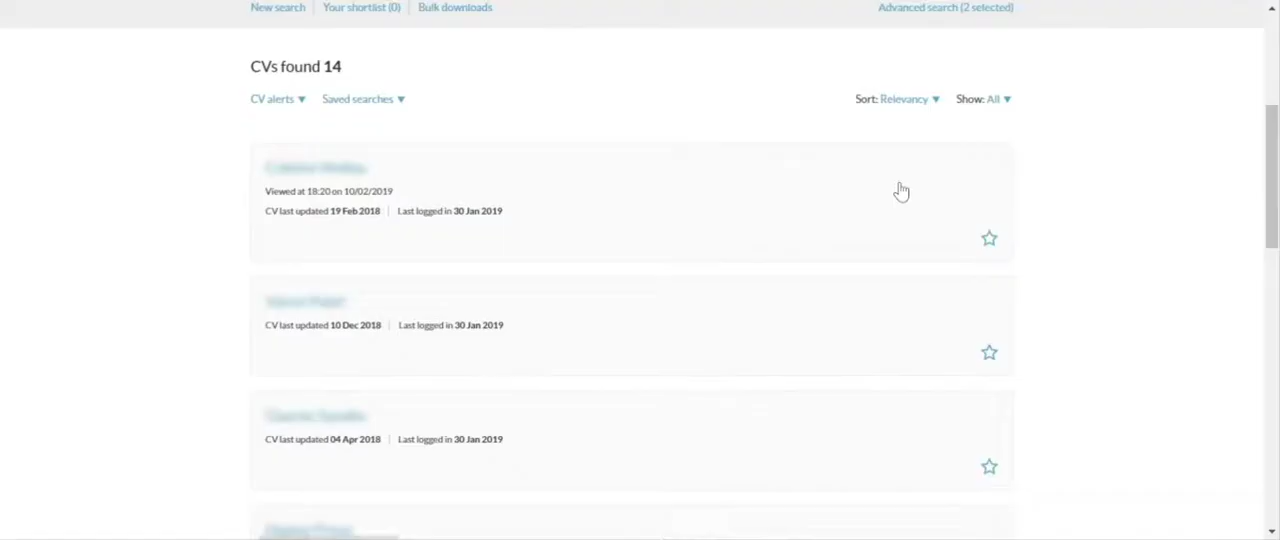 New search Your shortlist (0) Bulk downloads Advanced search (2 selected)
CVs found 14
CV alerts ▼ Saved searches ▼ Sort: Relevancy ▼ Show: All ▼
Viewed at 18:20 on 10/02/2019
CV last updated 19 Feb 2018 | Last logged in 30 Jan 2019
CV last updated 10 Dec 2018 | Last logged in 30 Jan 2019
CV last updated 04 Apr 2018 | Last logged in 30 Jan 2019